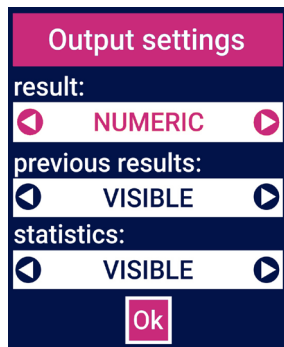 Output settings
result:
NUMERIC
previous results:
VISIBLE
statistics:
VISIBLE
Ok